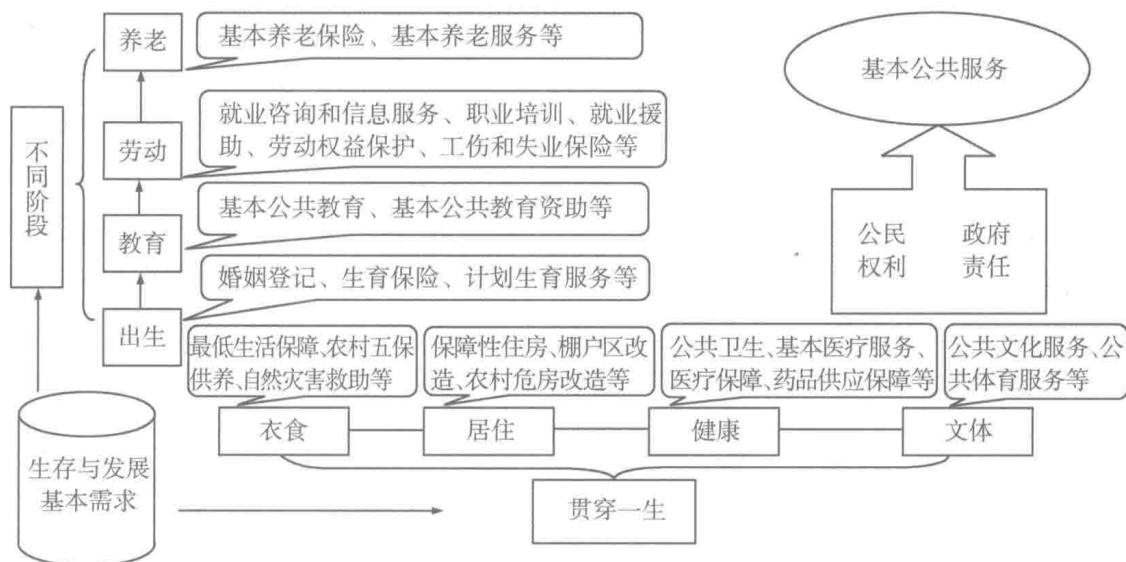 养老
基本养老保险、基本养老服务等
基本公共服务
不同阶段
劳动
就业咨询和信息服务、职业培训、就业援
助、劳动权益保护、工伤和失业保险等
教育
基本公共教育、基本公共教育资助等
公民
权利
政府
责任
出生
婚姻登记、生育保险、计划生育服务等
最低生活保障、农村五保
供养、自然灾害救助等
保障性住房、棚户区改
造、农村危房改造等
公共卫生、基本医疗服务、
医疗保障、药品供应保障等
公共文化服务、公
共体育服务等
衣食
居住
健康
文体
生存与发展
基本需求
贯穿一生